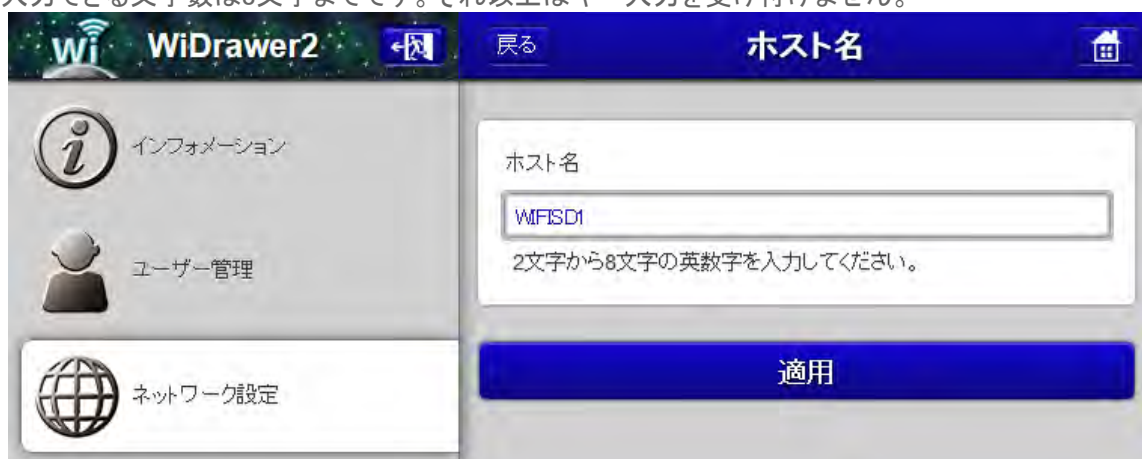 入力できる文字数は8文字までです。それ以上はキー入力を受け付けません。
Wi WiDrawer2
戻る ホスト名
インフォメーション
ユーザー管理
ネットワーク設定
ホスト名
WIFISD1
2文字から8文字の英数字を入力してください。
適用